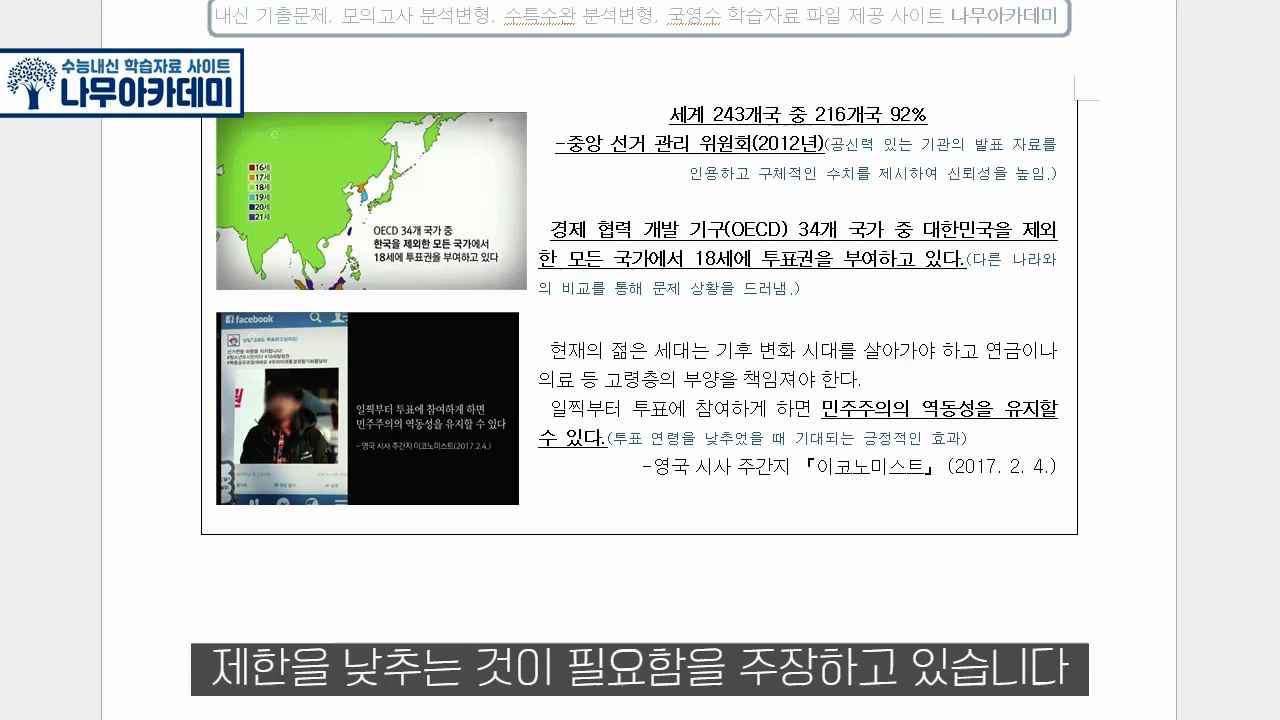 내신 기출문제, 모의고사 분석변형, 수특수완 분석변형, 국영수 학습자료 파일 제공 사이트 나무아카데미
수능내신 학습자료 사이트
나무아카데미
16세
17세
18세
19세
20세
21세
OECD 34개 국가 중
한국을 제외한 모든 국가에서
18세에 투표권을 부여하고 있다
세계 243개국 중 216개국 92%
-중앙 선거 관리 위원회(2012년)(공신력 있는 기관의 발표 자료를
인용하고 구체적인 수치를 제시하여 신뢰성을 높임.)
경제 협력 개발 기구(OECD) 34개 국가 중 대한민국을 제외
한 모든 국가에서 18세에 투표권을 부여하고 있다.(다른 나라와
의 비교를 통해 문제 상황을 드러냄.)
facebook
일찍부터 투표에 참여하게 하면
민주주의의 역동성을 유지할 수 있다
- 영국 시사 주간지 이코노미스트(2017.2.4.)
현재의 젊은 세대는 기후 변화 시대를 살아가야 하고 연금이나
의료 등 고령층의 부양을 책임져야 한다.
일찍부터 투표에 참여하게 하면 민주주의의 역동성을 유지할
수 있다.(투표 연령을 낮추었을 때 기대되는 긍정적인 효과)
-영국 시사 주간지 『이코노미스트』 (2017. 2. 4.)
제한을 낮추는 것이 필요함을 주장하고 있습니다